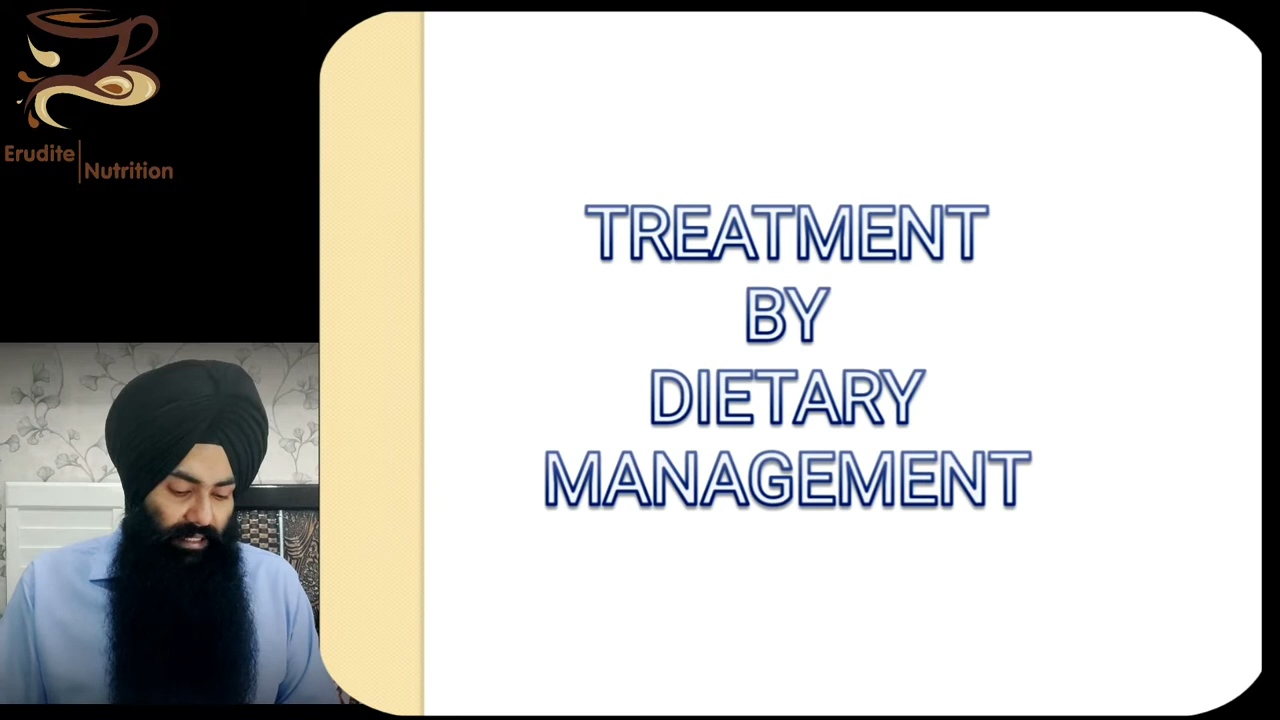 Erudite
Nutrition
TREATMENT
BY
DIETARY
MANAGEMENT